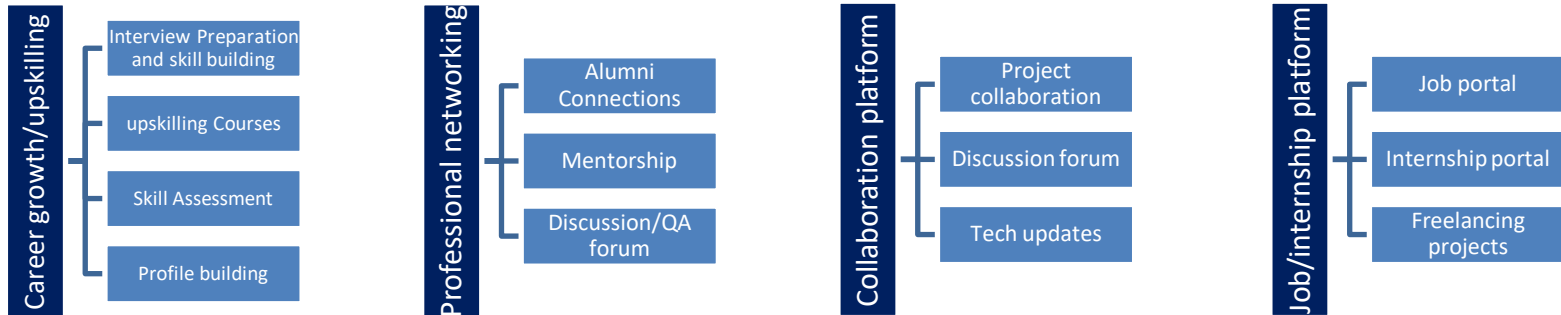 Career growth/upskilling
Interview Preparation
and skill building
upskilling Courses
Skill Assessment
Profile building
Professional networking
Alumni
Connections
Mentorship
Discussion/QA
forum
Collaboration platform
Project
collaboration
Discussion forum
Tech updates
Job/internship platform
Job portal
Internship portal
Freelancing
projects